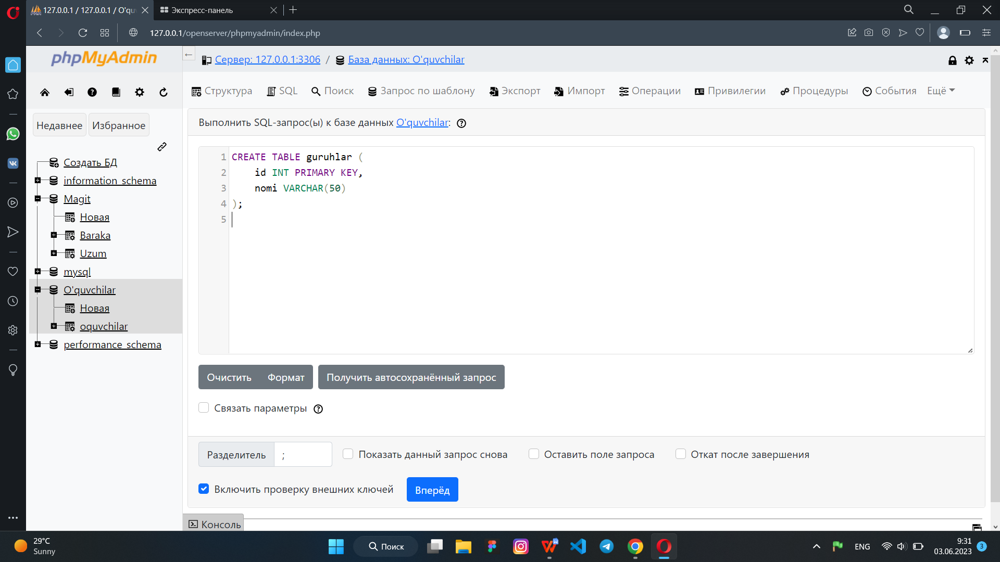 127.0.0.1 / 127.0.0.1 / O'qu
Экспресс-панель
127.0.0.1/openserver/phpmyadmin/index.php
phpMyAdmin
Сервер: 127.0.0.1:3306 / База данных: O'quvchilar
Структура SQL Поиск Запрос по шаблону Экспорт Импорт Операции Привилегии Процедуры События Ещё
Недавнее Избранное
Создать БД
information_schema
Magit
Новая
Baraka
Uzum
mysql
O'quvchilar
Новая
oquvchilar
performance_schema
Выполнить SQL-запрос(ы) к базе данных O'quvchilar:
1 CREATE TABLE guruhlar (
2 id INT PRIMARY KEY,
3 nomi VARCHAR(50)
4 );
5
Очистить Формат Получить автосохранённый запрос
Связать параметры
Разделитель ; Показать данный запрос снова Оставить поле запроса Откат после завершения
Включить проверку внешних ключей Вперёд
Консоль
29°C
Sunny
Поиск
ENG
9:31
03.06.2023
3